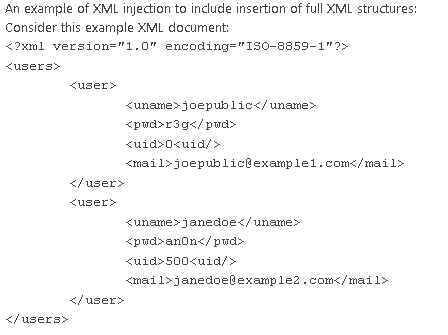 An example of XML injection to include insertion of full XML structures:
Consider this example XML document:
<?xml version="1.0" encoding="ISO-8859-1"?>
<users>
<user>
<uname>joepublic</uname>
<pwd>r3g</pwd>
<uid>0<uid/>
<mail>joepublic@example1.com</mail>
</user>
<user>
<uname>janedoe</uname>
<pwd>an0n</pwd>
<uid>500<uid/>
<mail>janedoe@example2.com</mail>
</user>
</users>